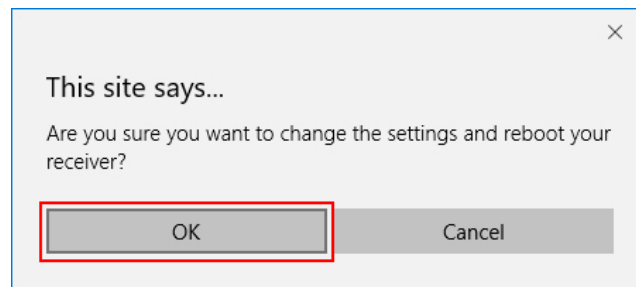 This site says...
Are you sure you want to change the settings and reboot your
receiver?
OK
Cancel